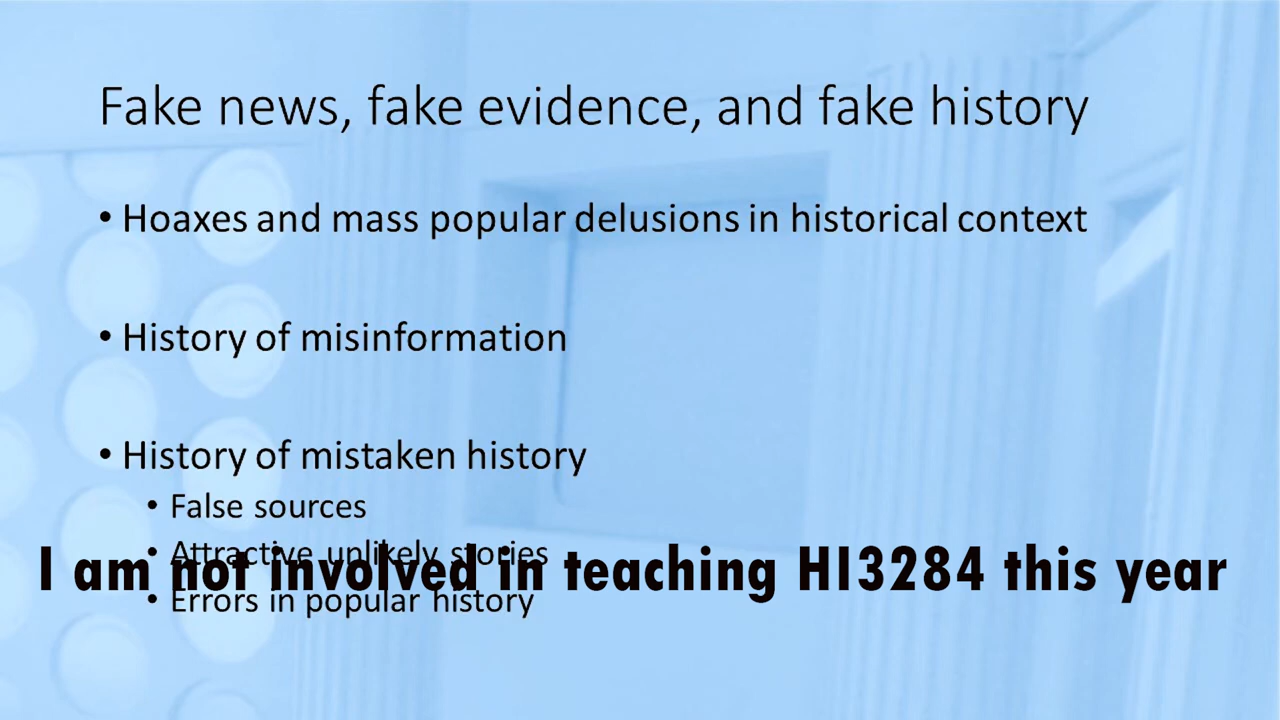 Fake news, fake evidence, and fake history
• Hoaxes and mass popular delusions in historical context
• History of misinformation
• History of mistaken history
• False sources
• Attractive unlikely stories
I am not involved in teaching HI3284 this year
• Errors in popular history